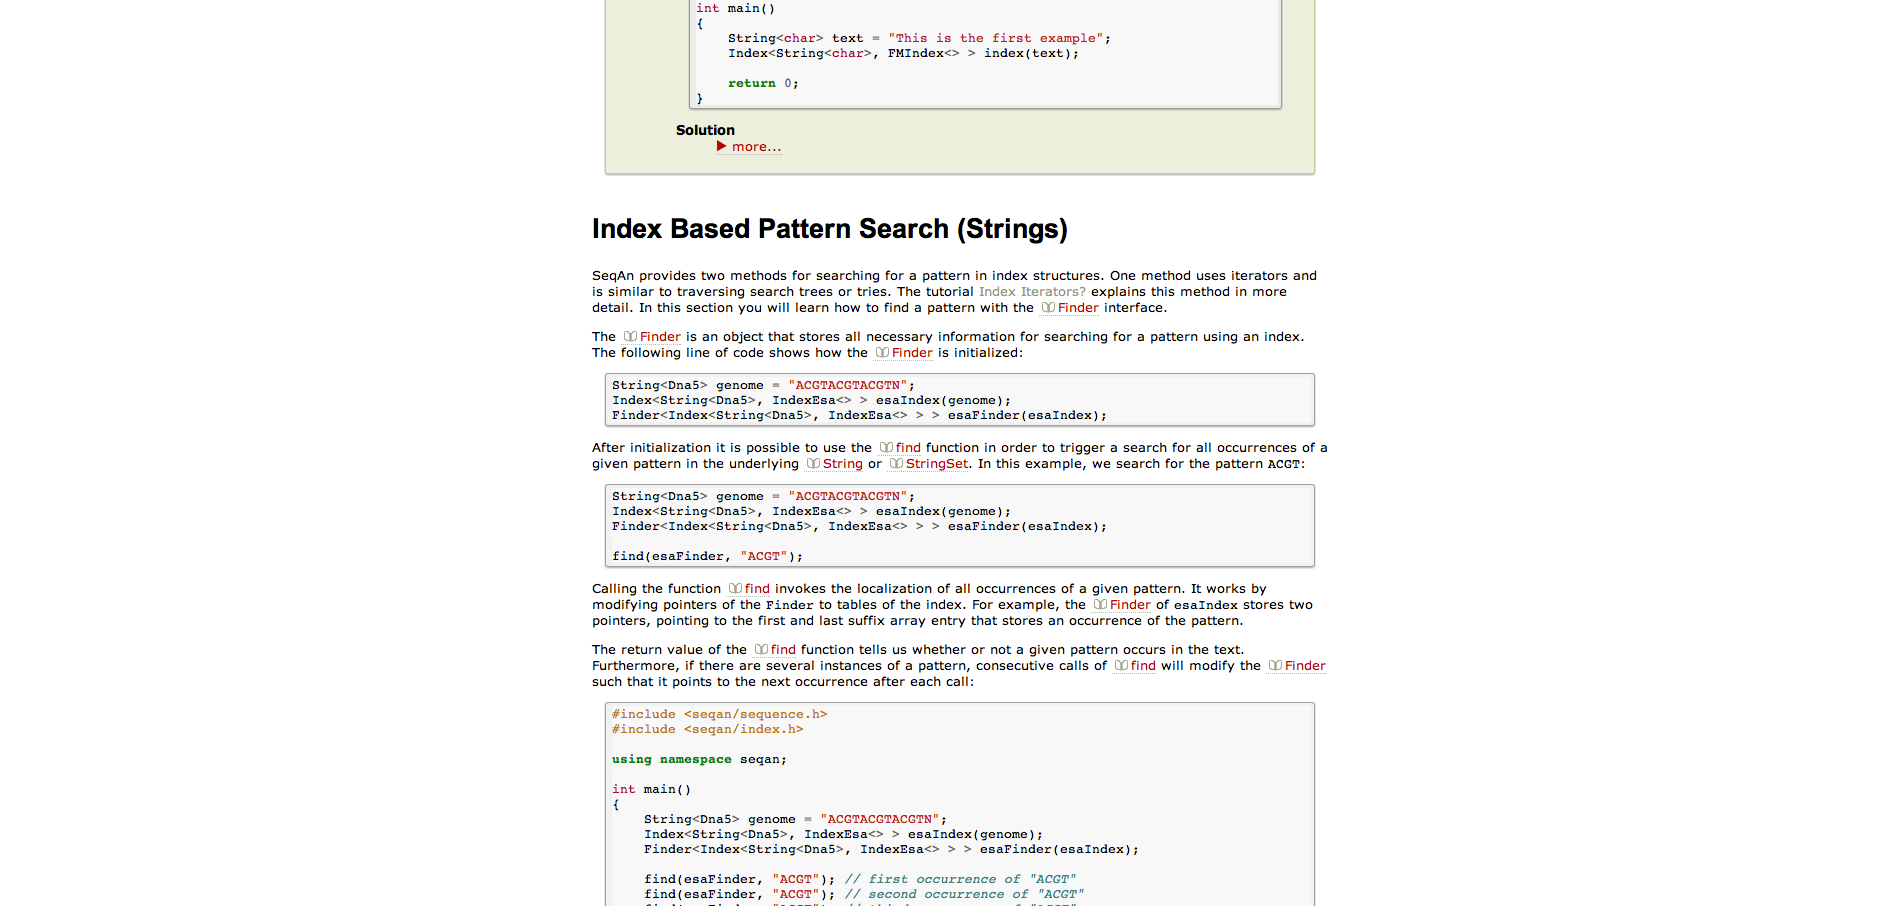 int main()
{
    String<char> text = "This is the first example";
    Index<String<char>, FMIndex<> > index(text);
    return 0;
}
Solution
more...
Index Based Pattern Search (Strings)
SeqAn provides two methods for searching for a pattern in index structures. One method uses iterators and
is similar to traversing search trees or tries. The tutorial Index Iterators? explains this method in more
detail. In this section you will learn how to find a pattern with the Finder interface.
The Finder is an object that stores all necessary information for searching for a pattern using an index.
The following line of code shows how the Finder is initialized:
String<Dna5> genome = "ACGTACGTACGTN";
Index<String<Dna5>, IndexEsa<> > esaIndex(genome);
Finder<Index<String<Dna5>, IndexEsa<> > > esaFinder(esaIndex);
After initialization it is possible to use the find function in order to trigger a search for all occurrences of a
given pattern in the underlying String or StringSet. In this example, we search for the pattern ACGT:
String<Dna5> genome = "ACGTACGTACGTN";
Index<String<Dna5>, IndexEsa<> > esaIndex(genome);
Finder<Index<String<Dna5>, IndexEsa<> > > esaFinder(esaIndex);
find(esaFinder, "ACGT");
Calling the function find invokes the localization of all occurrences of a given pattern. It works by
modifying pointers of the Finder to tables of the index. For example, the Finder of esaIndex stores two
pointers, pointing to the first and last suffix array entry that stores an occurrence of the pattern.
The return value of the find function tells us whether or not a given pattern occurs in the text.
Furthermore, if there are several instances of a pattern, consecutive calls of find will modify the Finder
such that it points to the next occurrence after each call:
#include <seqan/sequence.h>
#include <seqan/index.h>
using namespace seqan;
int main()
{
    String<Dna5> genome = "ACGTACGTACGTN";
    Index<String<Dna5>, IndexEsa<> > esaIndex(genome);
    Finder<Index<String<Dna5>, IndexEsa<> > > esaFinder(esaIndex);
    find(esaFinder, "ACGT"); // first occurrence of "ACGT"
    find(esaFinder, "ACGT"); // second occurrence of "ACGT"